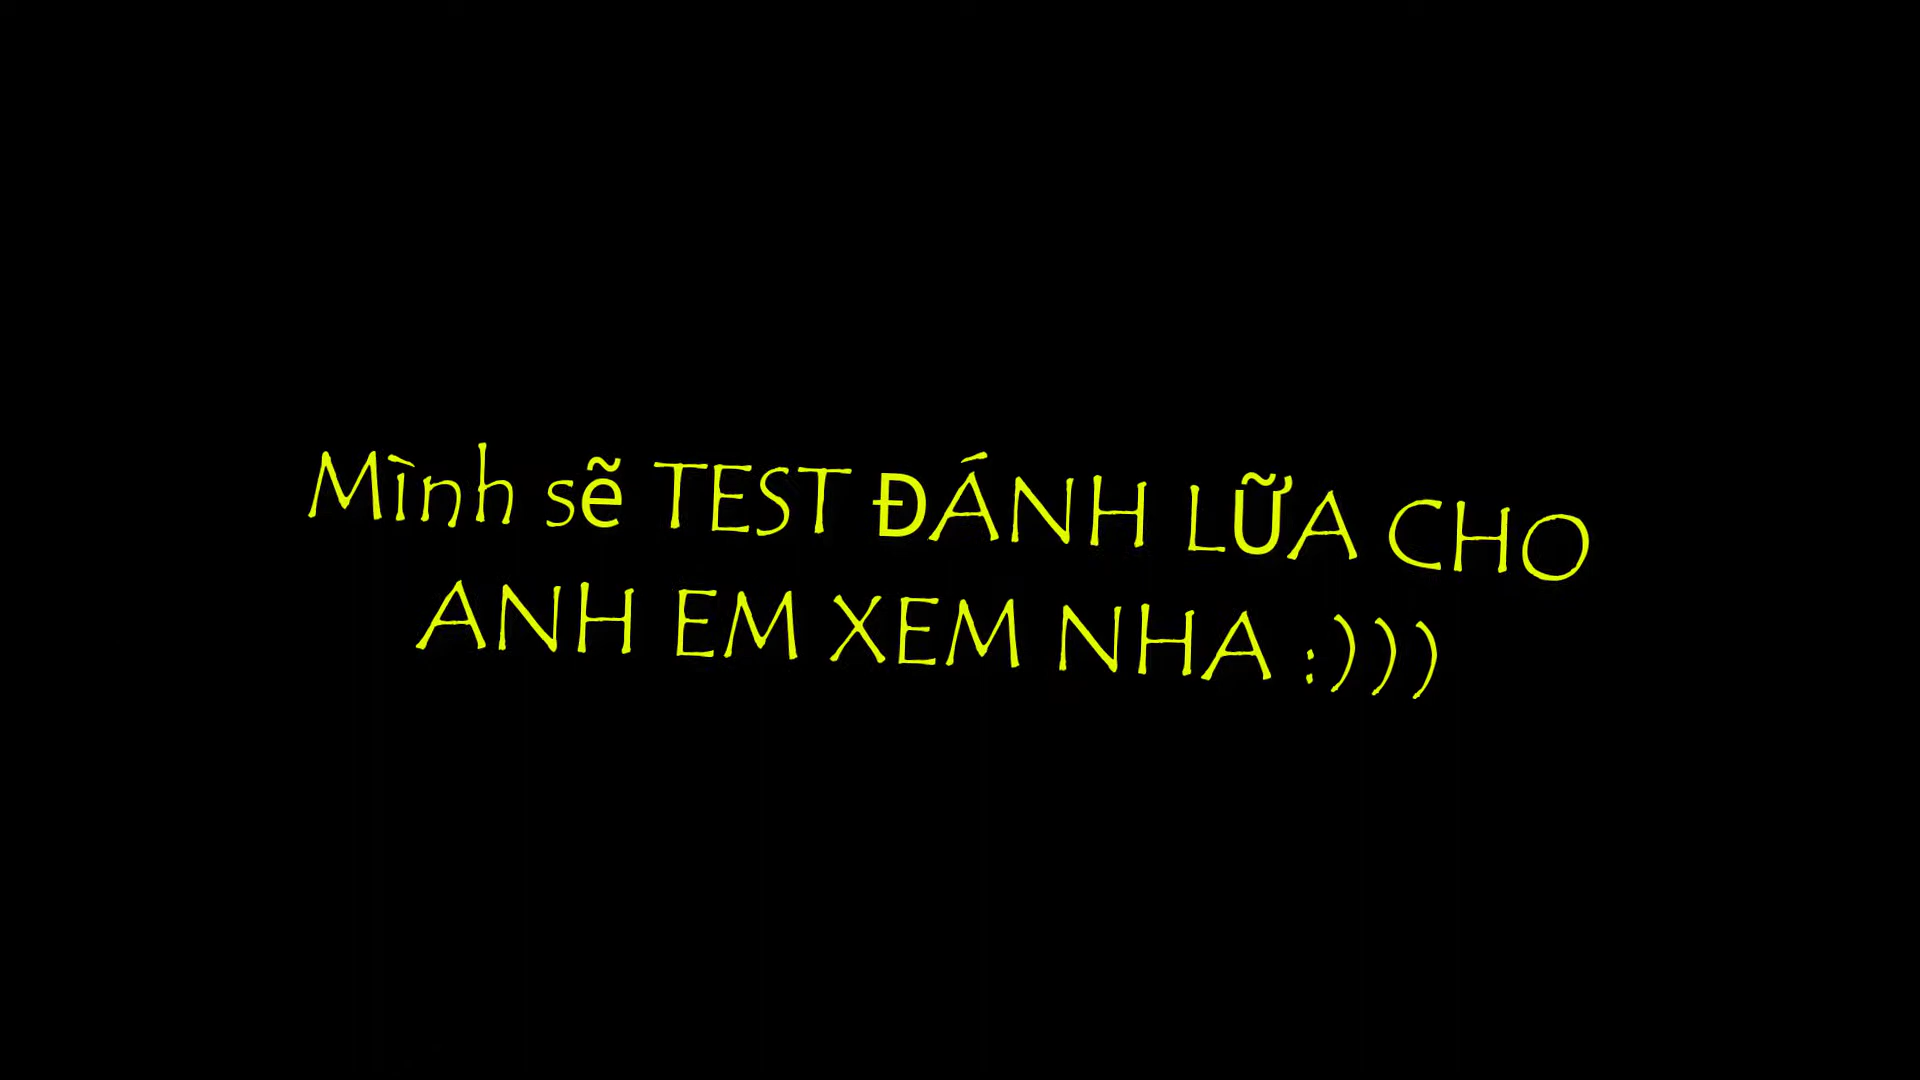 Mình sẽ TEST ĐÁNH LỮA CHO
ANH EM XEM NHA :)))